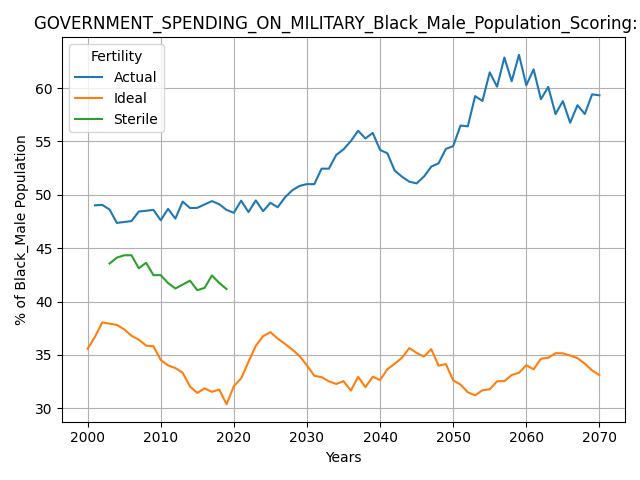 GOVERNMENT_SPENDING_ON_MILITARY_Black_Male_Population_Scoring:
Fertility
Actual
Ideal
Sterile
% of Black_Male Population
60
55
50
45
40
35
30
2000
2010
2020
2030
2040
2050
2060
2070
Years